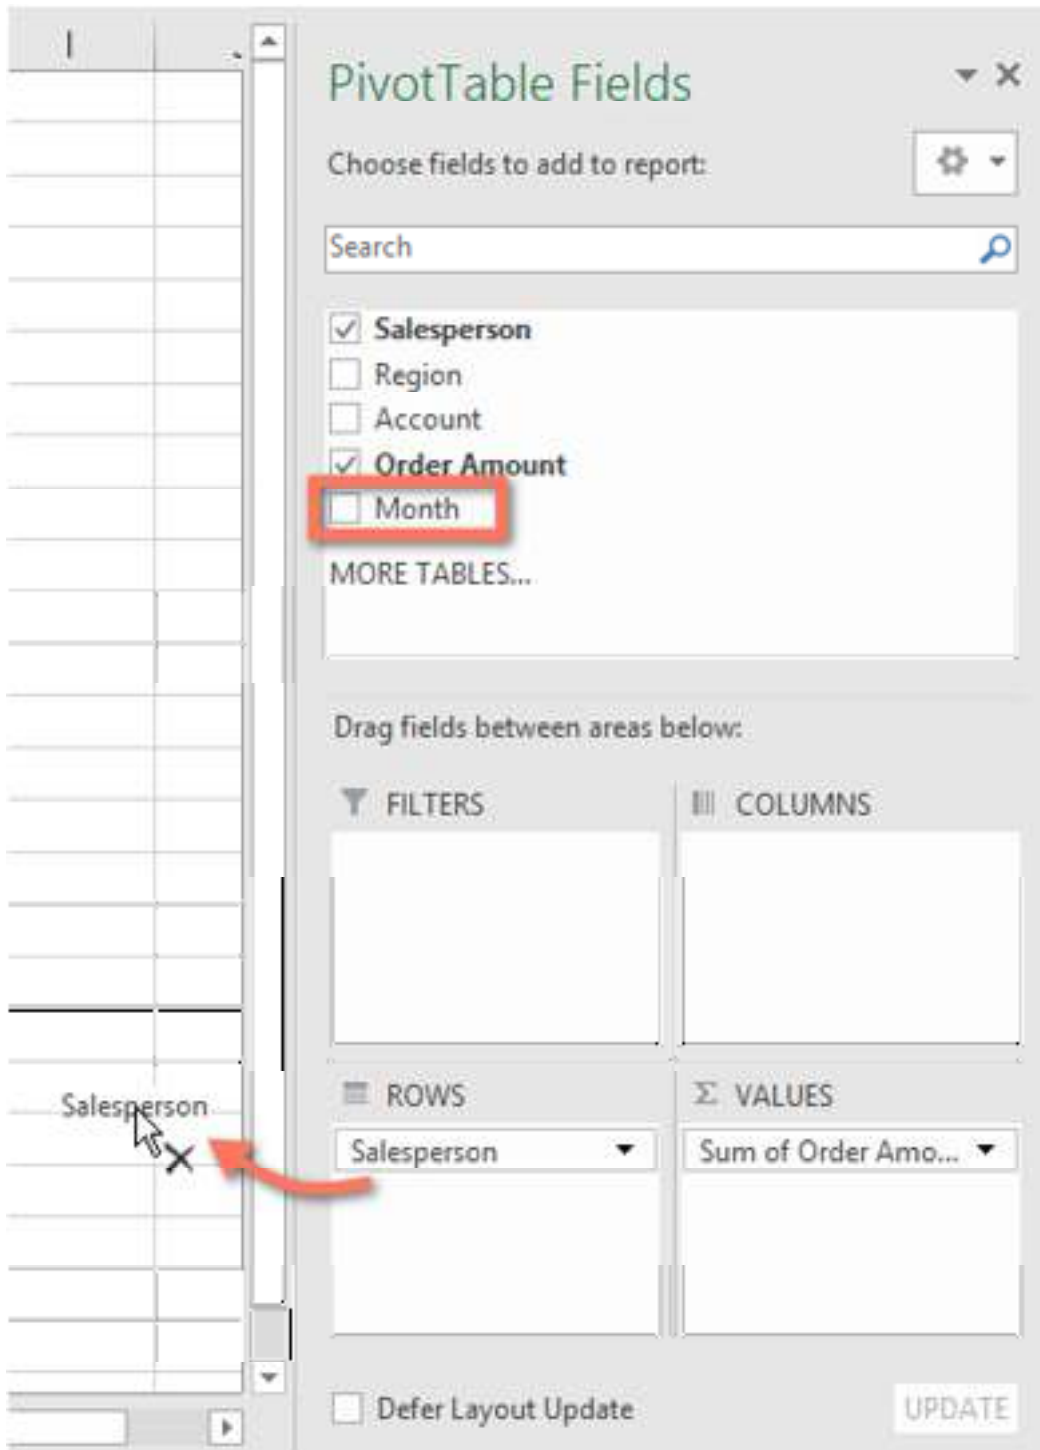 I
PivotTable Fields
Choose fields to add to report:
Search
Salesperson
Region
Account
Order Amount
Month
MORE TABLES...
Drag fields between areas below:
FILTERS
COLUMNS
ROWS
Σ VALUES
Salesperson
Salesperson
Sum of Order Amo...
Defer Layout Update
UPDATE